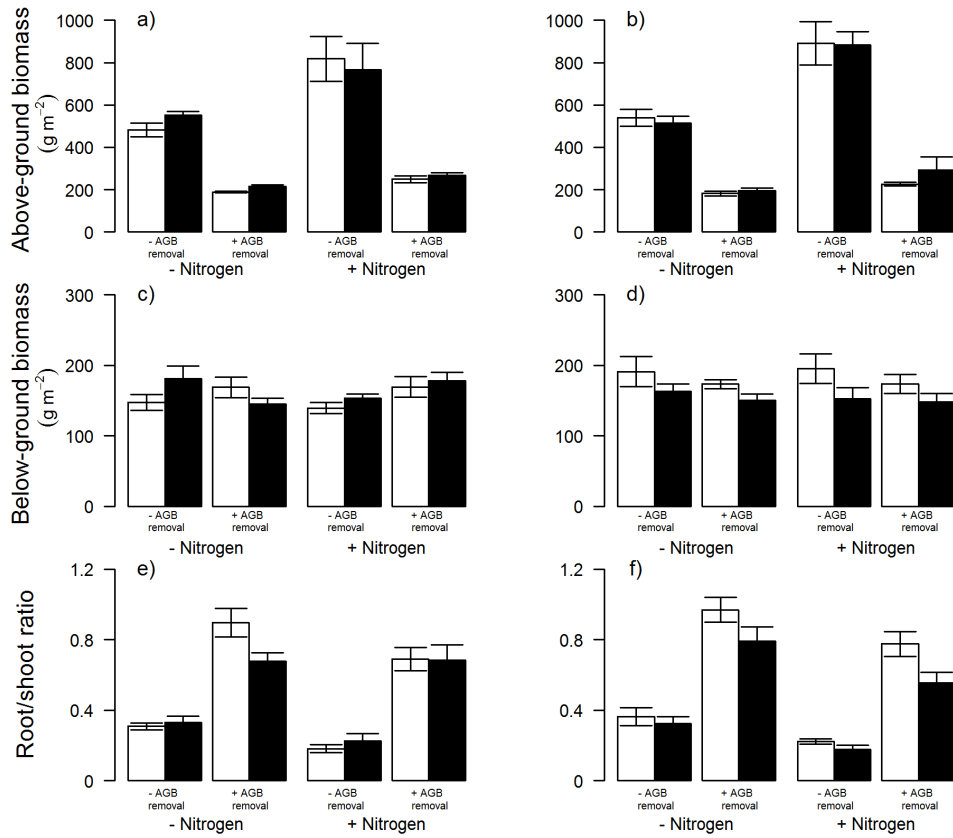 a)
Above-ground biomass
(g m⁻²)
1000
800
600
400
200
0
- AGB
removal
+ AGB
removal
- AGB
removal
+ AGB
removal
- Nitrogen
+ Nitrogen
b)
1000
800
600
400
200
0
- AGB
removal
+ AGB
removal
- AGB
removal
+ AGB
removal
- Nitrogen
+ Nitrogen
c)
Below-ground biomass
(g m⁻²)
300
200
100
0
- AGB
removal
+ AGB
removal
- AGB
removal
+ AGB
removal
- Nitrogen
+ Nitrogen
d)
300
200
100
0
- AGB
removal
+ AGB
removal
- AGB
removal
+ AGB
removal
- Nitrogen
+ Nitrogen
e)
Root/shoot ratio
1.2
0.8
0.4
0
- AGB
removal
+ AGB
removal
- AGB
removal
+ AGB
removal
- Nitrogen
+ Nitrogen
f)
1.2
0.8
0.4
0
- AGB
removal
+ AGB
removal
- AGB
removal
+ AGB
removal
- Nitrogen
+ Nitrogen